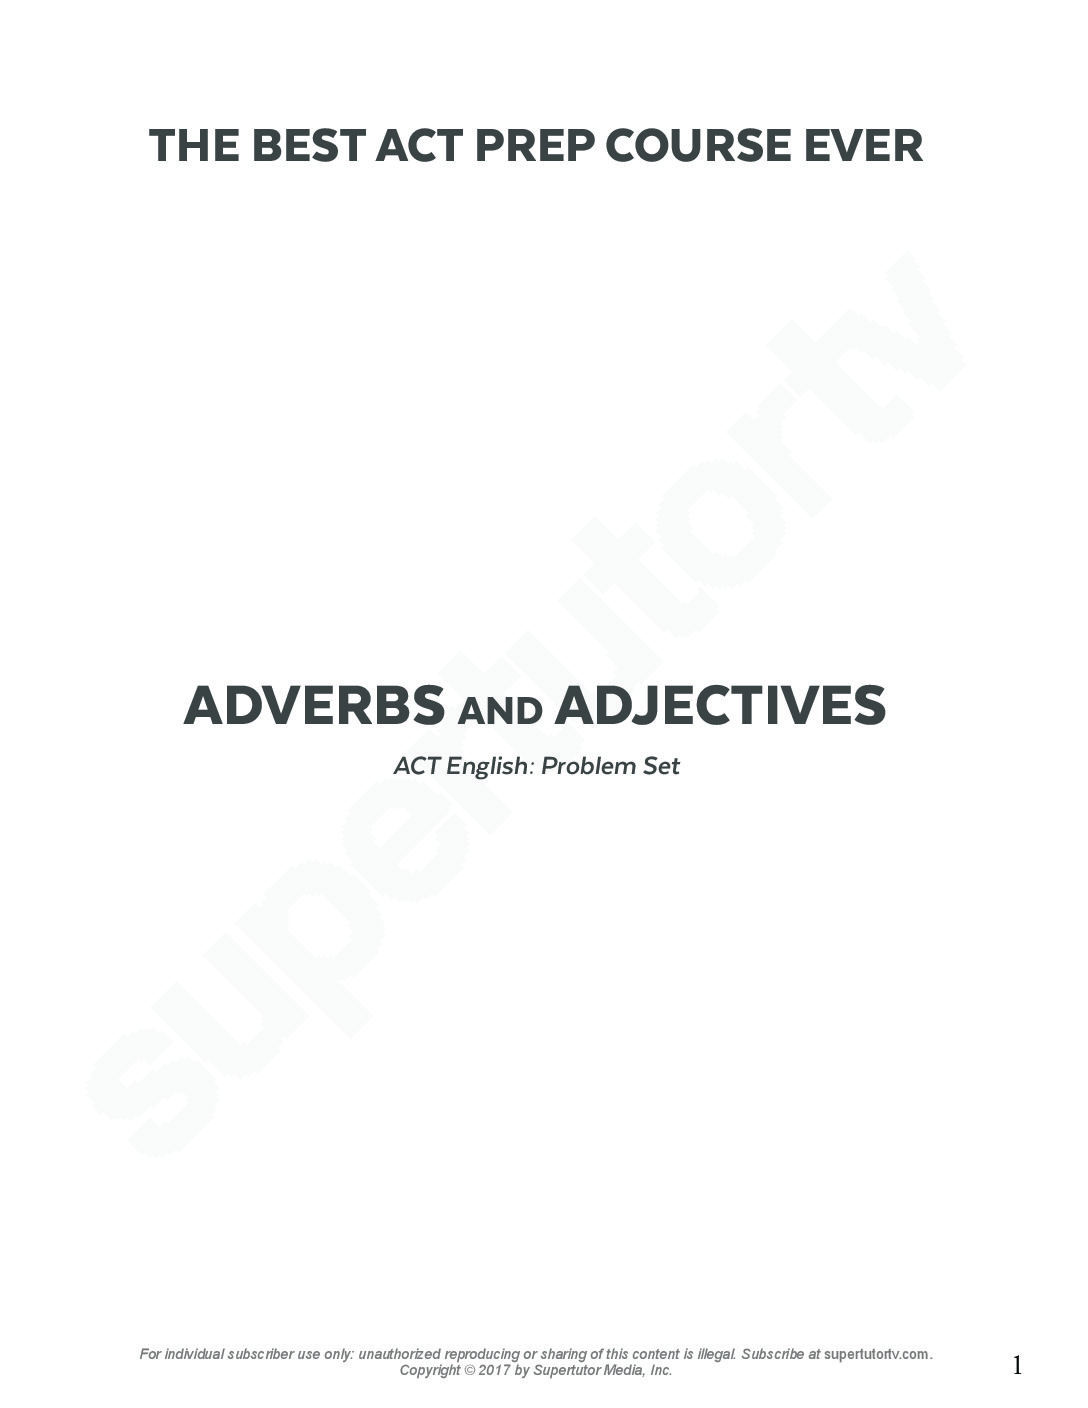 THE BEST ACT PREP COURSE EVER
supertutortv
ADVERBS AND ADJECTIVES
ACT English: Problem Set
For individual subscriber use only: unauthorized reproducing or sharing of this content is illegal. Subscribe at supertutortv.com.
Copyright © 2017 by Supertutor Media, Inc.
1